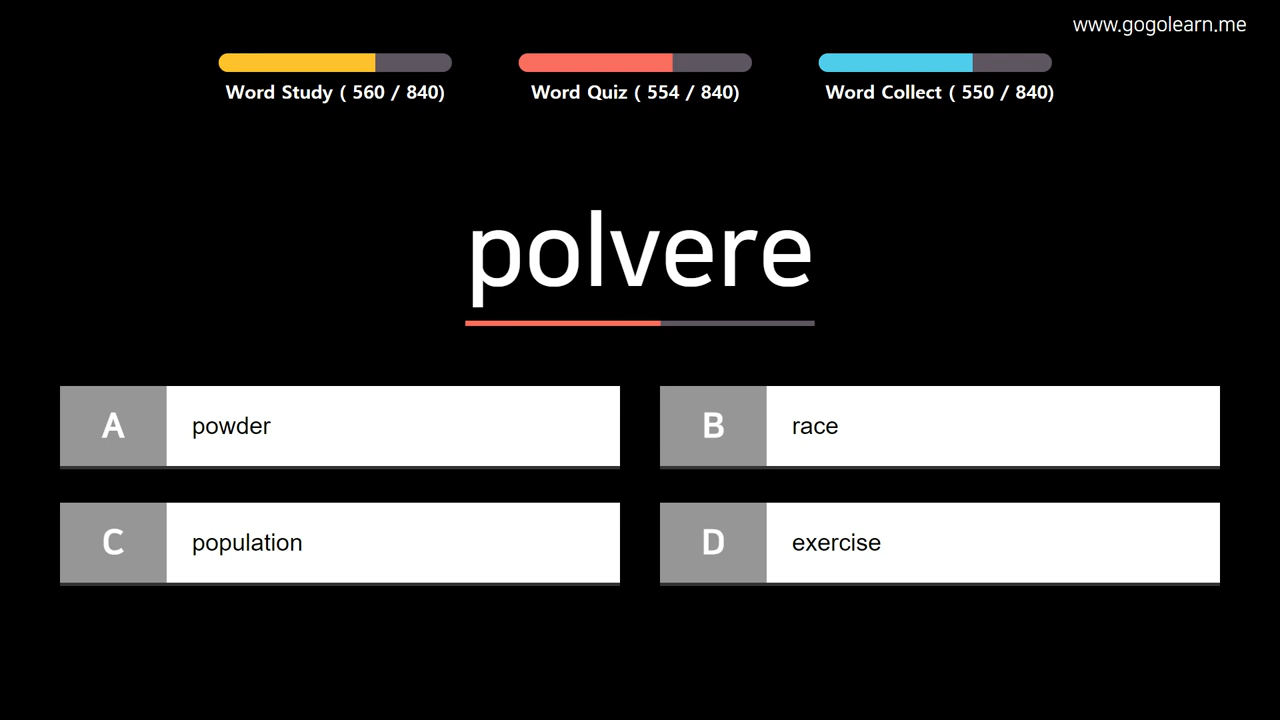 www.gogolearn.me
Word Study ( 560 / 840)
Word Quiz ( 554 / 840)
Word Collect ( 550 / 840)
polvere
A powder
B race
C population
D exercise